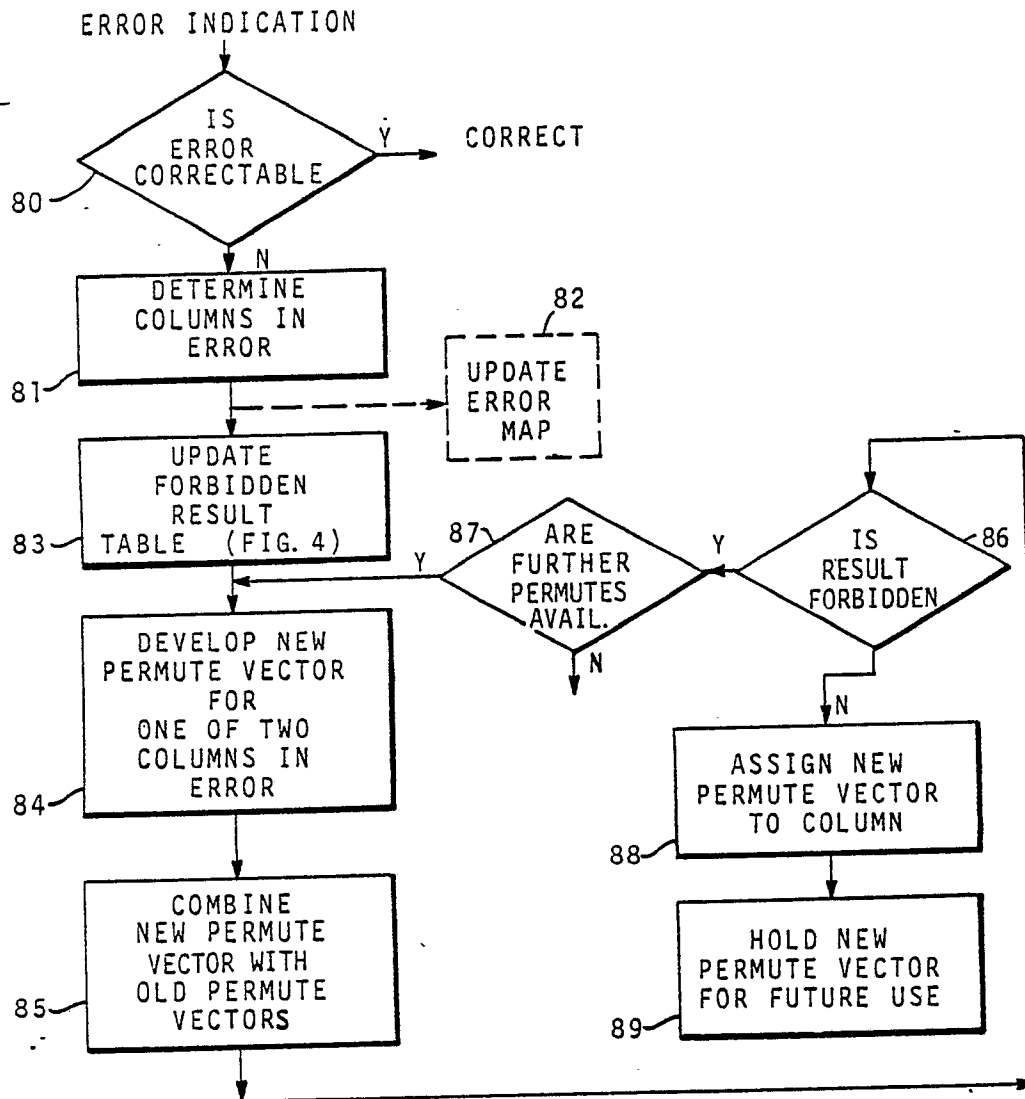 ERROR INDICATION
IS
ERROR
CORRECTABLE
Y
CORRECT
80
N
DETERMINE
COLUMNS IN
ERROR
81
82
UPDATE
ERROR
MAP
UPDATE
FORBIDDEN
RESULT
TABLE (FIG. 4)
83
87
ARE
FURTHER
PERMUTES
AVAIL.
Y
Y
N
86
IS
RESULT
FORBIDDEN
N
DEVELOP NEW
PERMUTE VECTOR
FOR
ONE OF TWO
COLUMNS IN
ERROR
84
ASSIGN NEW
PERMUTE VECTOR
TO COLUMN
88
COMBINE
NEW PERMUTE
VECTOR WITH
OLD PERMUTE
VECTORS
85
HOLD NEW
PERMUTE VECTOR
FOR FUTURE USE
89